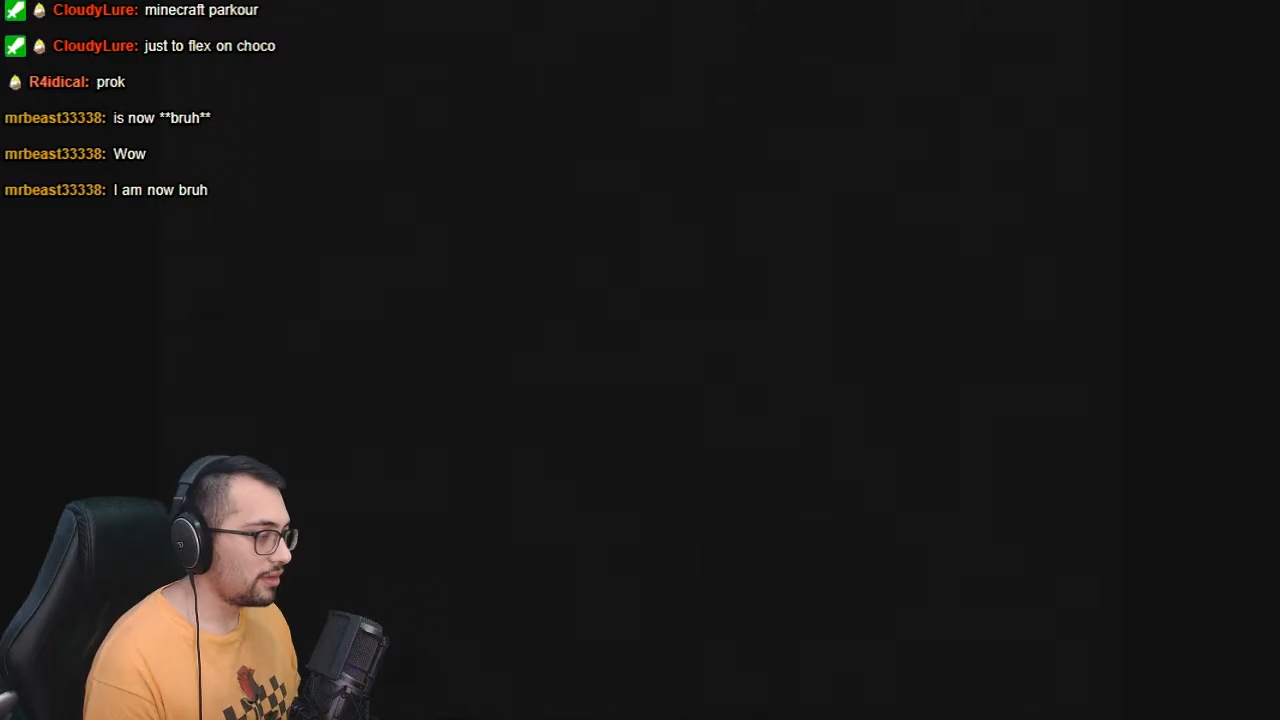 CloudyLure: minecraft parkour
CloudyLure: just to flex on choco
R4idical: prok
mrbeast33338: is now **bruh**
mrbeast33338: Wow
mrbeast33338: I am now bruh